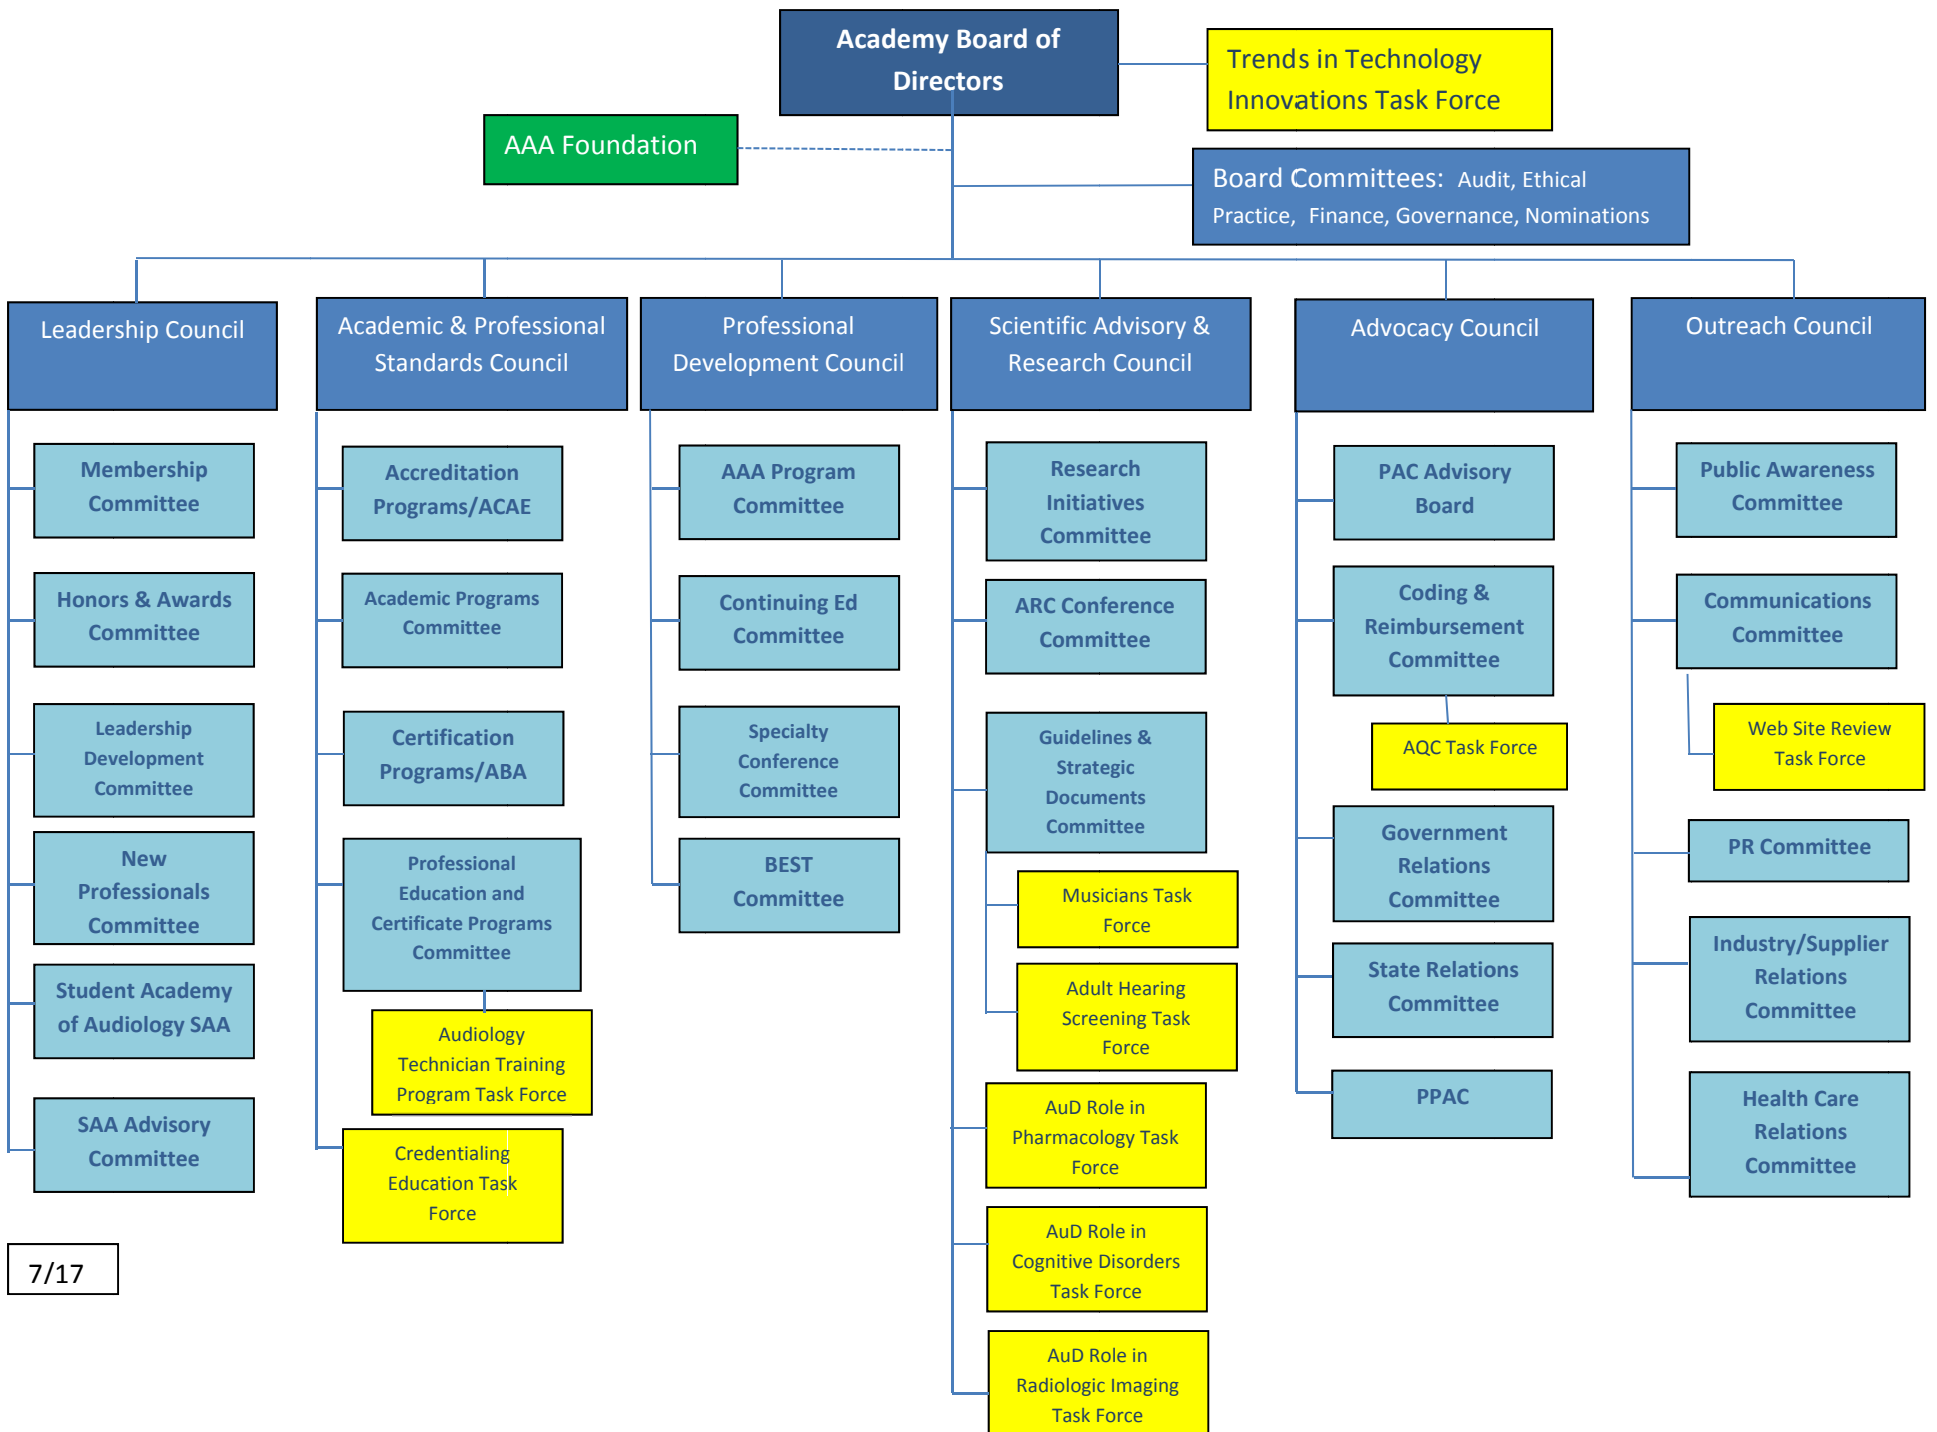 Academy Board of
Directors
Trends in Technology
Innovations Task Force
AAA Foundation
Board Committees: Audit, Ethical
Practice, Finance, Governance, Nominations
Leadership Council
Academic & Professional
Standards Council
Professional
Development Council
Scientific Advisory &
Research Council
Advocacy Council
Outreach Council
Membership
Committee
Honors & Awards
Committee
Leadership
Development
Committee
New
Professionals
Committee
Student Academy
of Audiology SAA
SAA Advisory
Committee
Accreditation
Programs/ACAE
Academic Programs
Committee
Certification
Programs/ABA
Professional
Education and
Certificate Programs
Committee
Audiology
Technician Training
Program Task Force
Credentialing
Education Task
Force
AAA Program
Committee
Continuing Ed
Committee
Specialty
Conference
Committee
BEST
Committee
Research
Initiatives
Committee
ARC Conference
Committee
Guidelines &
Strategic
Documents
Committee
Musicians Task
Force
Adult Hearing
Screening Task
Force
AuD Role in
Pharmacology Task
Force
AuD Role in
Cognitive Disorders
Task Force
AuD Role in
Radiologic Imaging
Task Force
PAC Advisory
Board
Coding &
Reimbursement
Committee
AQC Task Force
Government
Relations
Committee
State Relations
Committee
PPAC
Public Awareness
Committee
Communications
Committee
Web Site Review
Task Force
PR Committee
Industry/Supplier
Relations
Committee
Health Care
Relations
Committee
7/17